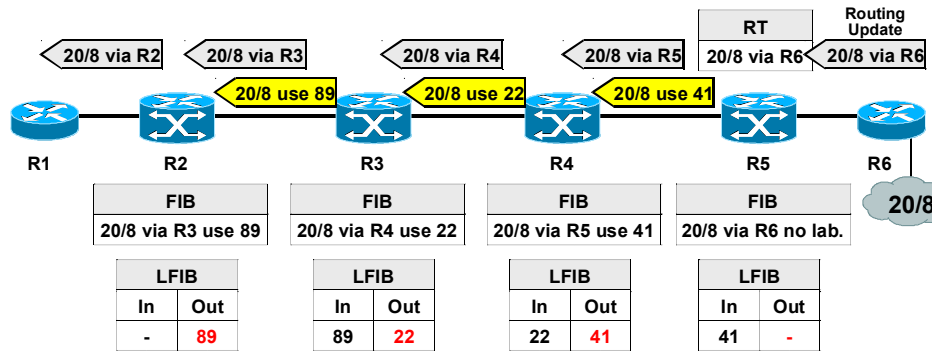 RT
Routing
Update
20/8 via R2
20/8 via R3
20/8 via R4
20/8 via R5
20/8 via R6
20/8 via R6
20/8 use 89
20/8 use 22
20/8 use 41
R1
R2
R3
R4
R5
R6
20/8
FIB
20/8 via R3 use 89
FIB
20/8 via R4 use 22
FIB
20/8 via R5 use 41
FIB
20/8 via R6 no lab.
LFIB
In Out
- 89
LFIB
In Out
89 22
LFIB
In Out
22 41
LFIB
In Out
41 -